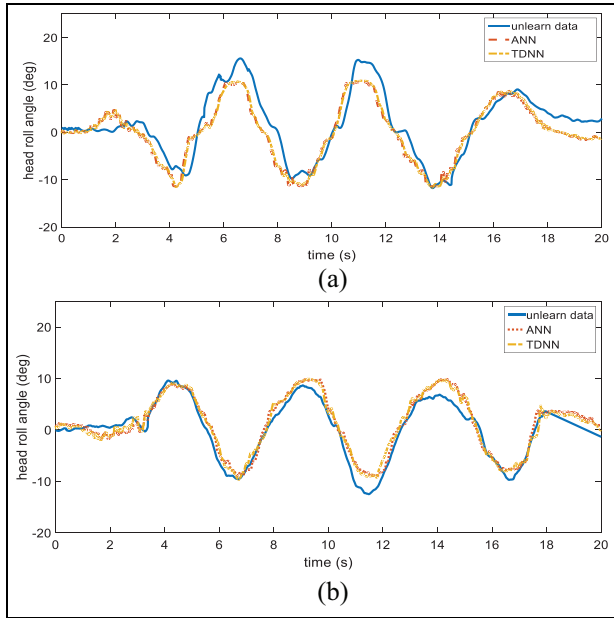 unlearn data
ANN
TDNN
head roll angle (deg)
20
10
0
-10
-20
0 2 4 6 8 10 12 14 16 18 20
time (s)
(a)
unlearn data
ANN
TDNN
head roll angle (deg)
20
10
0
-10
-20
0 2 4 6 8 10 12 14 16 18 20
time (s)
(b)